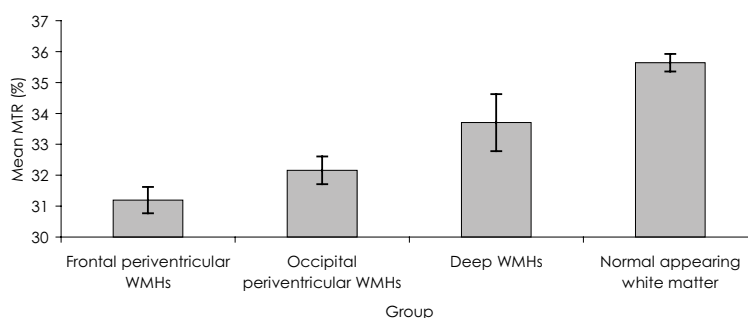 37
36
35
34
33
32
31
30
Mean MTR (%)
Frontal periventricular
WMHs
Occipital
periventricular WMHs
Deep WMHs
Normal appearing
white matter
Group